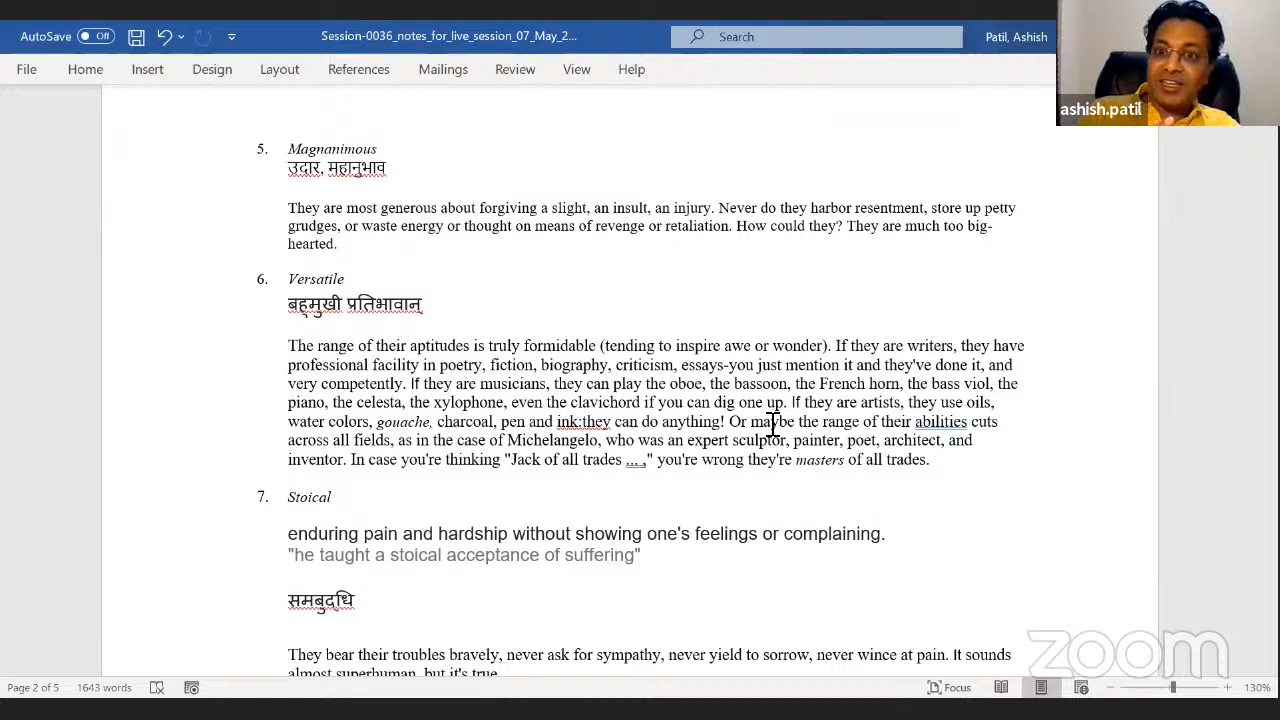 AutoSave Off Session-0036_notes_for_live_session_07_May_2... Search Patil, Ashish
File Home Insert Design Layout References Mailings Review View Help
ashish.patil
5. Magnanimous
उदार, महानुभाव
They are most generous about forgiving a slight, an insult, an injury. Never do they harbor resentment, store up petty
grudges, or waste energy or thought on means of revenge or retaliation. How could they? They are much too big-
hearted.
6. Versatile
बहुमुखी प्रतिभावान्
The range of their aptitudes is truly formidable (tending to inspire awe or wonder). If they are writers, they have
professional facility in poetry, fiction, biography, criticism, essays-you just mention it and they've done it, and
very competently. If they are musicians, they can play the oboe, the bassoon, the French horn, the bass viol, the
piano, the celesta, the xylophone, even the clavichord if you can dig one up. If they are artists, they use oils,
water colors, gouache, charcoal, pen and ink:they can do anything! Or maybe the range of their abilities cuts
across all fields, as in the case of Michelangelo, who was an expert sculptor, painter, poet, architect, and
inventor. In case you're thinking "Jack of all trades ... ," you're wrong they're masters of all trades.
7. Stoical
enduring pain and hardship without showing one's feelings or complaining.
"he taught a stoical acceptance of suffering"
समबुद्धि
They bear their troubles bravely, never ask for sympathy, never yield to sorrow, never wince at pain. It sounds
almost superhuman, but it's true.
zoom
Page 2 of 5 1643 words Focus 130%